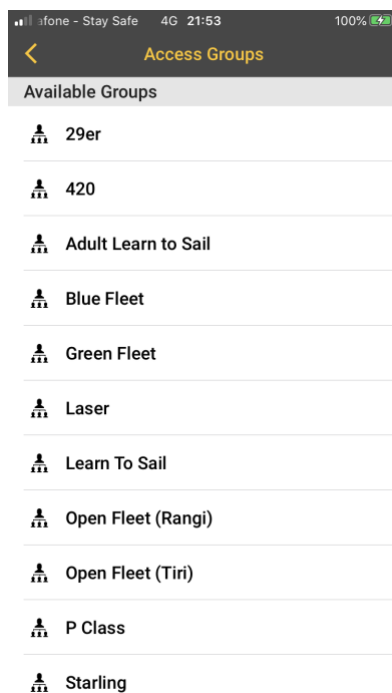 afone - Stay Safe 4G 21:53 100%
Access Groups
Available Groups
29er
420
Adult Learn to Sail
Blue Fleet
Green Fleet
Laser
Learn To Sail
Open Fleet (Rangi)
Open Fleet (Tiri)
P Class
Starling